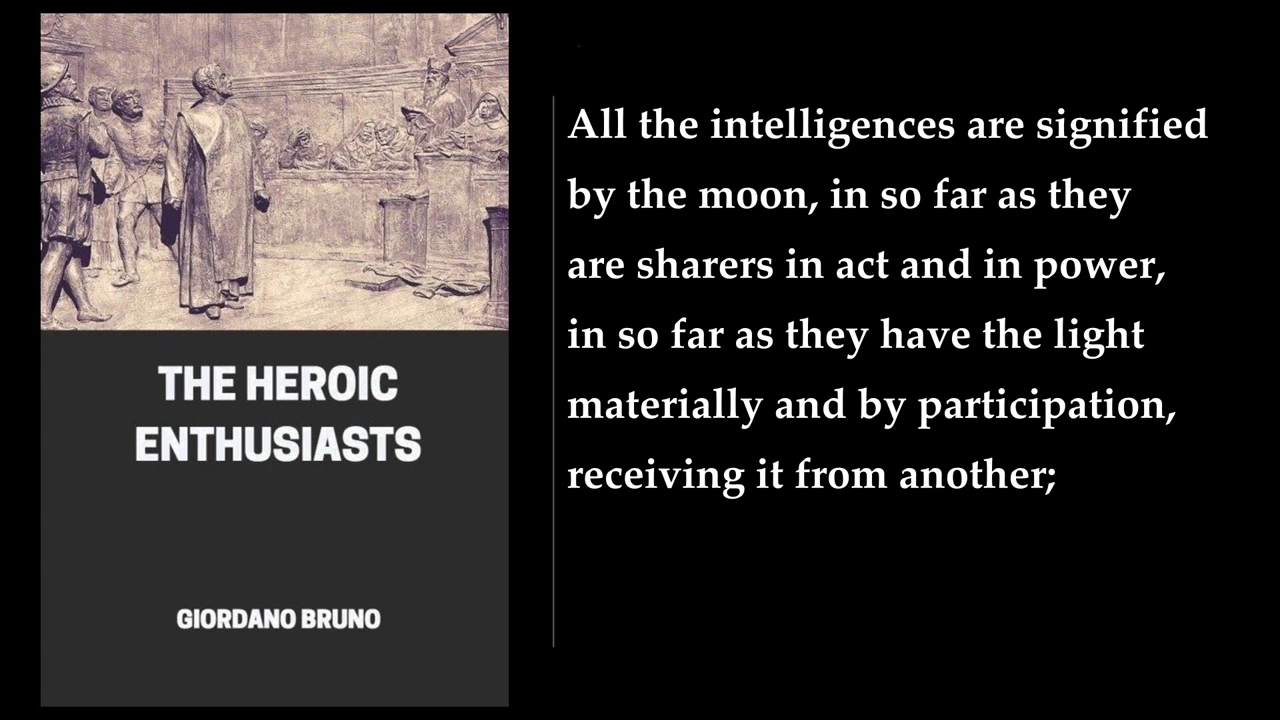 THE HEROIC
ENTHUSIASTS
GIORDANO BRUNO
All the intelligences are signified
by the moon, in so far as they
are sharers in act and in power,
in so far as they have the light
materially and by participation,
receiving it from another;